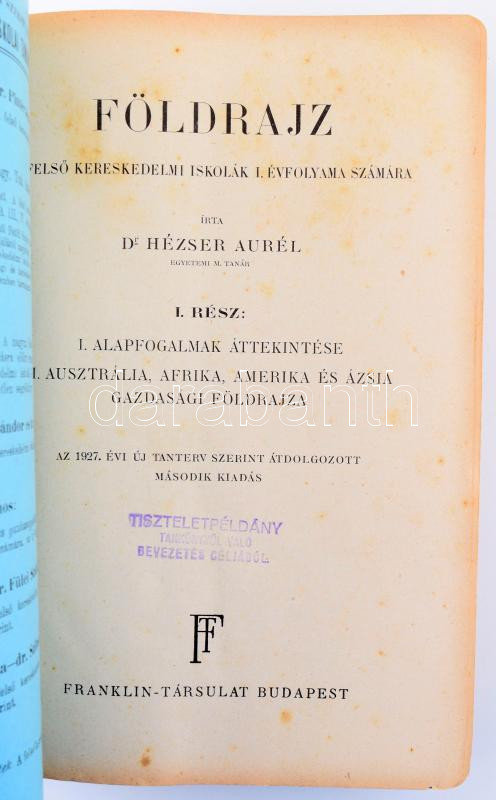 FÖLDRAJZ
FELSŐ KERESKEDELMI ISKOLÁK I. ÉVFOLYAMA SZÁMÁRA
ÍRTA
Dr HÉZSER AURÉL
EGYETEMI M. TANÁR
I. RÉSZ:
I. ALAPFOGALMAK ÁTTEKINTÉSE
I. AUSZTRÁLIA, AFRIKA, AMERIKA ÉS ÁZSIA
GAZDASÁGI FÖLDRAJZA
darabanth
AZ 1927. ÉVI ÚJ TANTERV SZERINT ÁTDOLGOZOTT
MÁSODIK KIADÁS
TISZTELETPÉLDÁNY
TANKÖNYVÜL VALÓ
BEVEZETÉS CÉLJÁBÓL.
FT
FRANKLIN-TÁRSULAT BUDAPEST